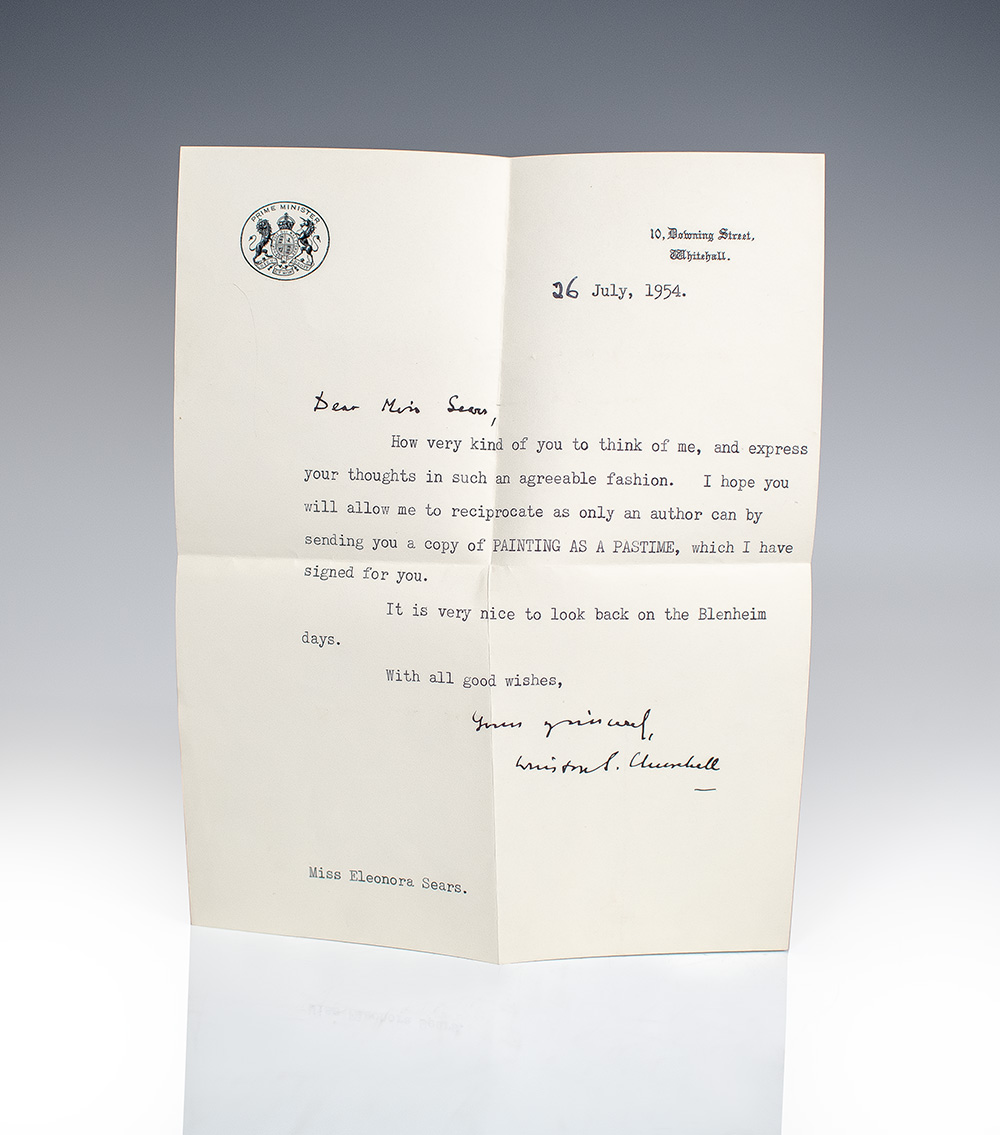 PRIME MINISTER
10, Downing Street,
Whitehall.
26 July, 1954.
Dear Miss Sears,
How very kind of you to think of me, and express
your thoughts in such an agreeable fashion. I hope you
will allow me to reciprocate as only an author can by
sending you a copy of PAINTING AS A PASTIME, which I have
signed for you.
It is very nice to look back on the Blenheim
days.
With all good wishes,
Yours sincerely,
Winston S. Churchill
Miss Eleonora Sears.